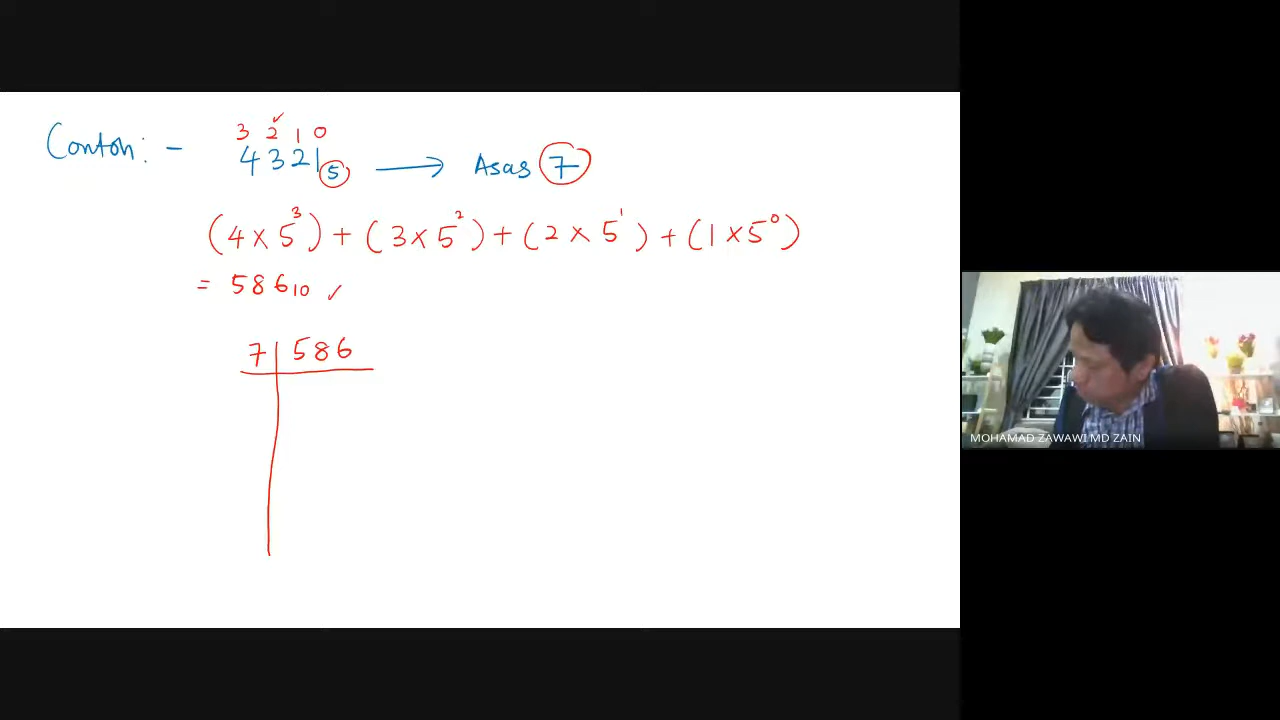 3 2 1 0
Contoh: - 4321₅ → Asas 7
(4 × 5³) + (3 × 5²) + (2 × 5¹) + (1 × 5⁰)
= 586₁₀ ✓
7 | 586
MOHAMAD ZAWAWI MD ZAIN